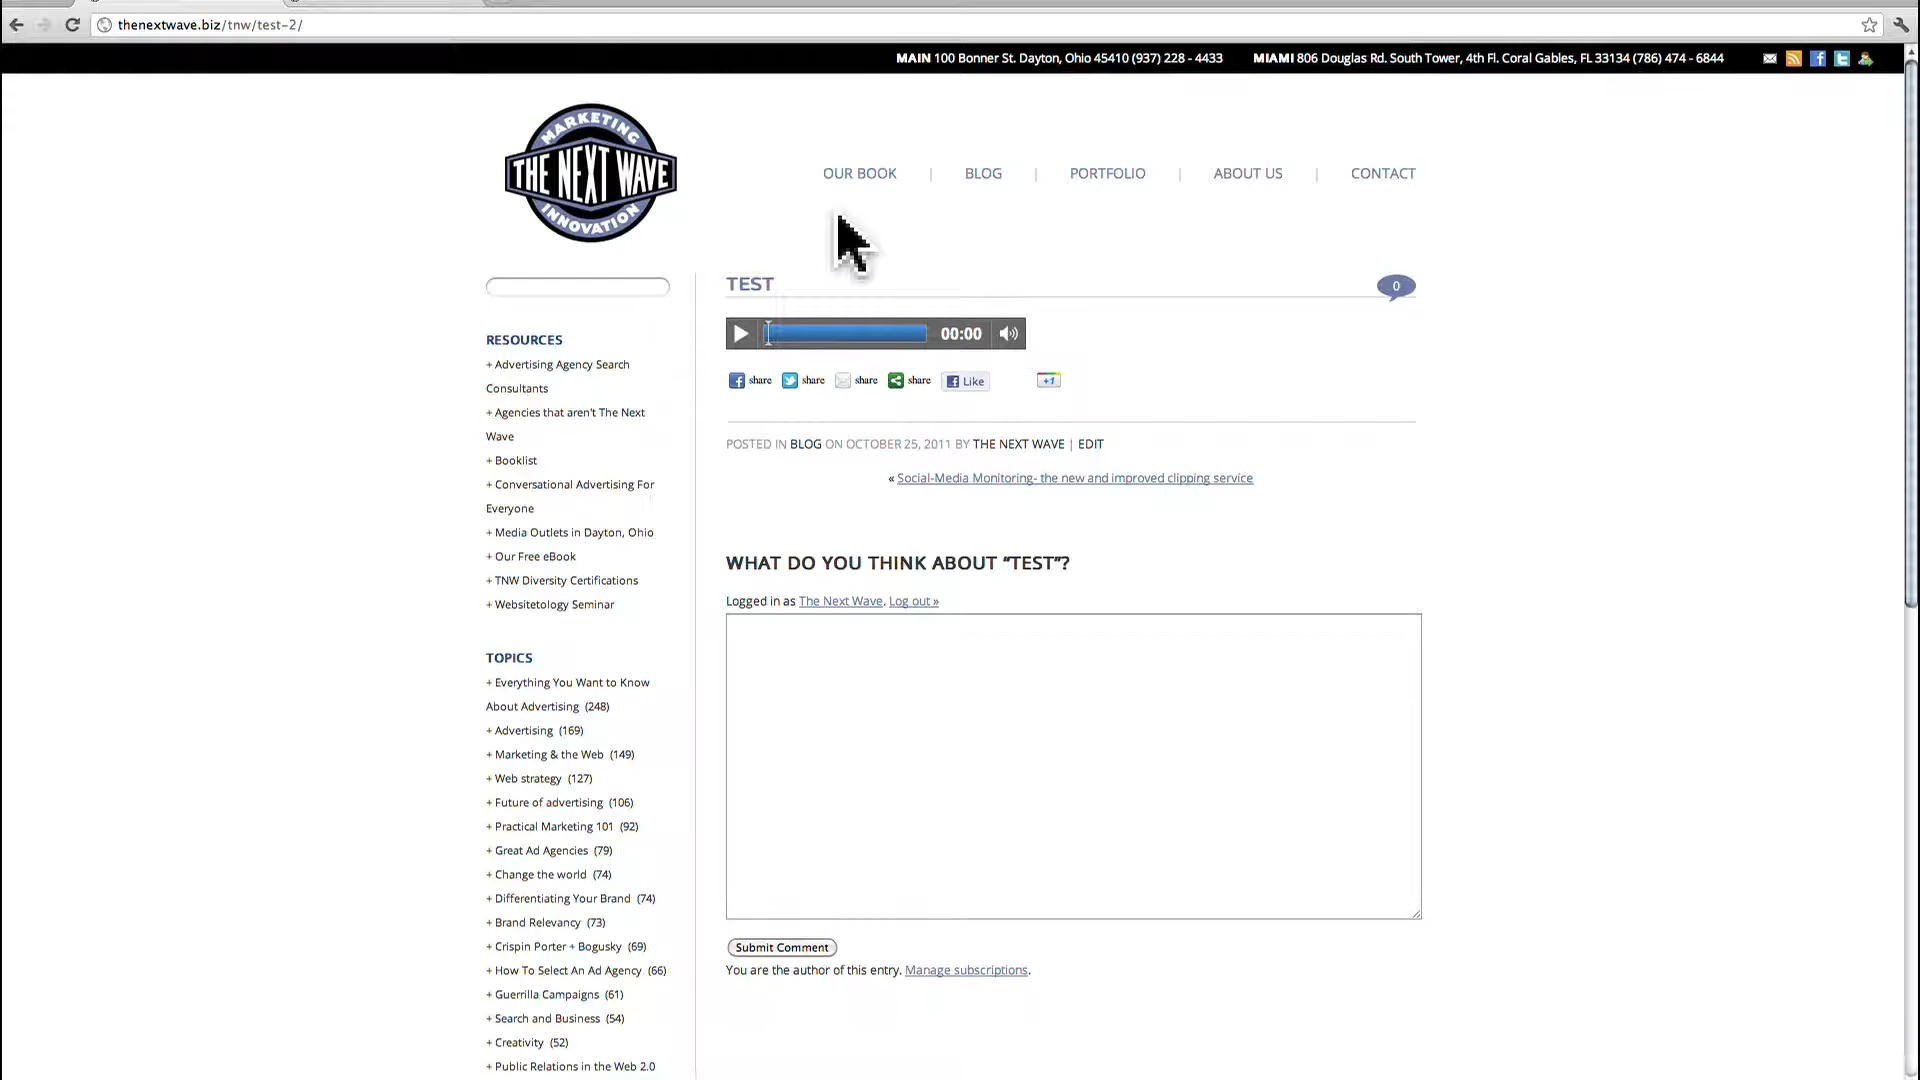 thenextwave.biz/tnw/test-2/
MAIN 100 Bonner St. Dayton, Ohio 45410 (937) 228 - 4433 MIAMI 806 Douglas Rd. South Tower, 4th Fl. Coral Gables, FL 33134 (786) 474 - 6844
MARKETING
THE NEXT WAVE
INNOVATION
OUR BOOK | BLOG | PORTFOLIO | ABOUT US | CONTACT
RESOURCES
+ Advertising Agency Search
Consultants
+ Agencies that aren't The Next
Wave
+ Booklist
+ Conversational Advertising For
Everyone
+ Media Outlets in Dayton, Ohio
+ Our Free eBook
+ TNW Diversity Certifications
+ Websitetology Seminar
TOPICS
+ Everything You Want to Know
About Advertising (248)
+ Advertising (169)
+ Marketing & the Web (149)
+ Web strategy (127)
+ Future of advertising (106)
+ Practical Marketing 101 (92)
+ Great Ad Agencies (79)
+ Change the world (74)
+ Differentiating Your Brand (74)
+ Brand Relevancy (73)
+ Crispin Porter + Bogusky (69)
+ How To Select An Ad Agency (66)
+ Guerrilla Campaigns (61)
+ Search and Business (54)
+ Creativity (52)
+ Public Relations in the Web 2.0
TEST
0
00:00
share share share share Like +1
POSTED IN BLOG ON OCTOBER 25, 2011 BY THE NEXT WAVE | EDIT
« Social-Media Monitoring- the new and improved clipping service
WHAT DO YOU THINK ABOUT “TEST”?
Logged in as The Next Wave. Log out »
Submit Comment
You are the author of this entry. Manage subscriptions.